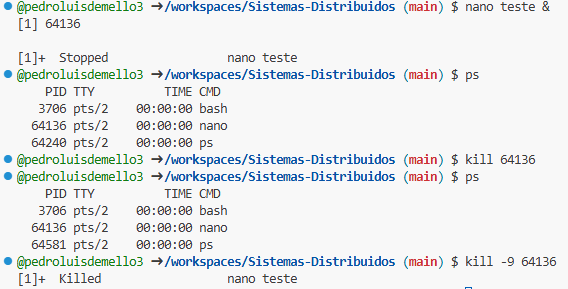 @pedroluisdemello3 ➜/workspaces/Sistemas-Distribuidos (main) $ nano teste &
[1] 64136
[1]+  Stopped                 nano teste
@pedroluisdemello3 ➜/workspaces/Sistemas-Distribuidos (main) $ ps
    PID TTY          TIME CMD
   3706 pts/2    00:00:00 bash
  64136 pts/2    00:00:00 nano
  64240 pts/2    00:00:00 ps
@pedroluisdemello3 ➜/workspaces/Sistemas-Distribuidos (main) $ kill 64136
@pedroluisdemello3 ➜/workspaces/Sistemas-Distribuidos (main) $ ps
    PID TTY          TIME CMD
   3706 pts/2    00:00:00 bash
  64136 pts/2    00:00:00 nano
  64581 pts/2    00:00:00 ps
@pedroluisdemello3 ➜/workspaces/Sistemas-Distribuidos (main) $ kill -9 64136
[1]+  Killed                  nano teste